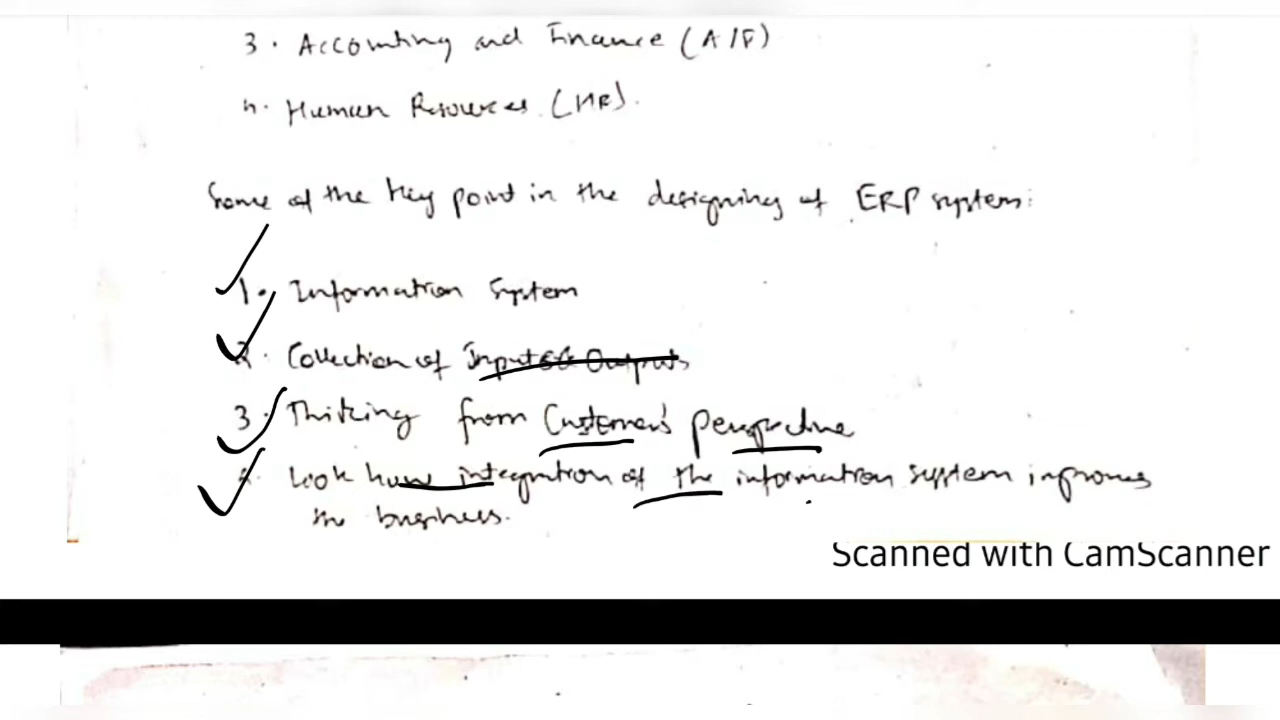 3. Accounting and Finance (A/F)
4. Human Resources (HR).
Some of the key point in the designing of ERP system:
1. Information System
2. Collection of Inputs & Outputs
3. Thinking from Customer's perspective
4. Look how integration of the information system improves
the business.
Scanned with CamScanner